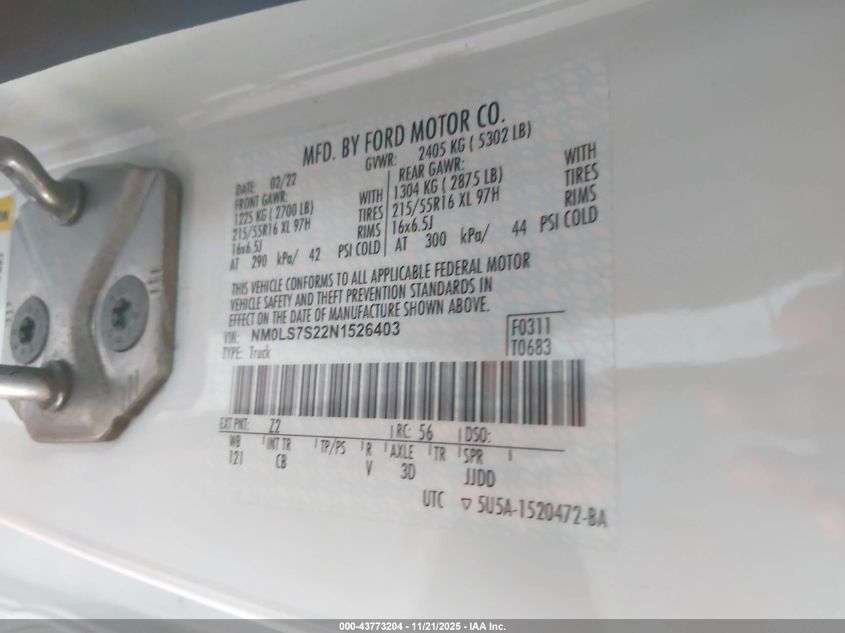 MFD. BY FORD MOTOR CO.
DATE: 02/22 GVWR: 2405 KG ( 5302 LB)
FRONT GAWR: REAR GAWR:
1225 KG ( 2700 LB) WITH 1304 KG ( 2875 LB) WITH
215/55R16 XL 97H TIRES 215/55R16 XL 97H TIRES
16x6.5J RIMS 16x6.5J RIMS
AT 290 kPa/ 42 PSI COLD AT 300 kPa/ 44 PSI COLD
THIS VEHICLE CONFORMS TO ALL APPLICABLE FEDERAL MOTOR
VEHICLE SAFETY AND THEFT PREVENTION STANDARDS IN
EFFECT ON THE DATE OF MANUFACTURE SHOWN ABOVE.
VIN: NM0LS7S22N1526403 F0311
TYPE: Truck T0683
EXT PNT: Z2 RC: 56 DSO:
WB INT TR TP/PS R AXLE TR SPR
121 CB V 3D JJDD
UTC ▽ 5U5A-1520472-BA
000-43773204 - 11/21/2025 - IAA Inc.